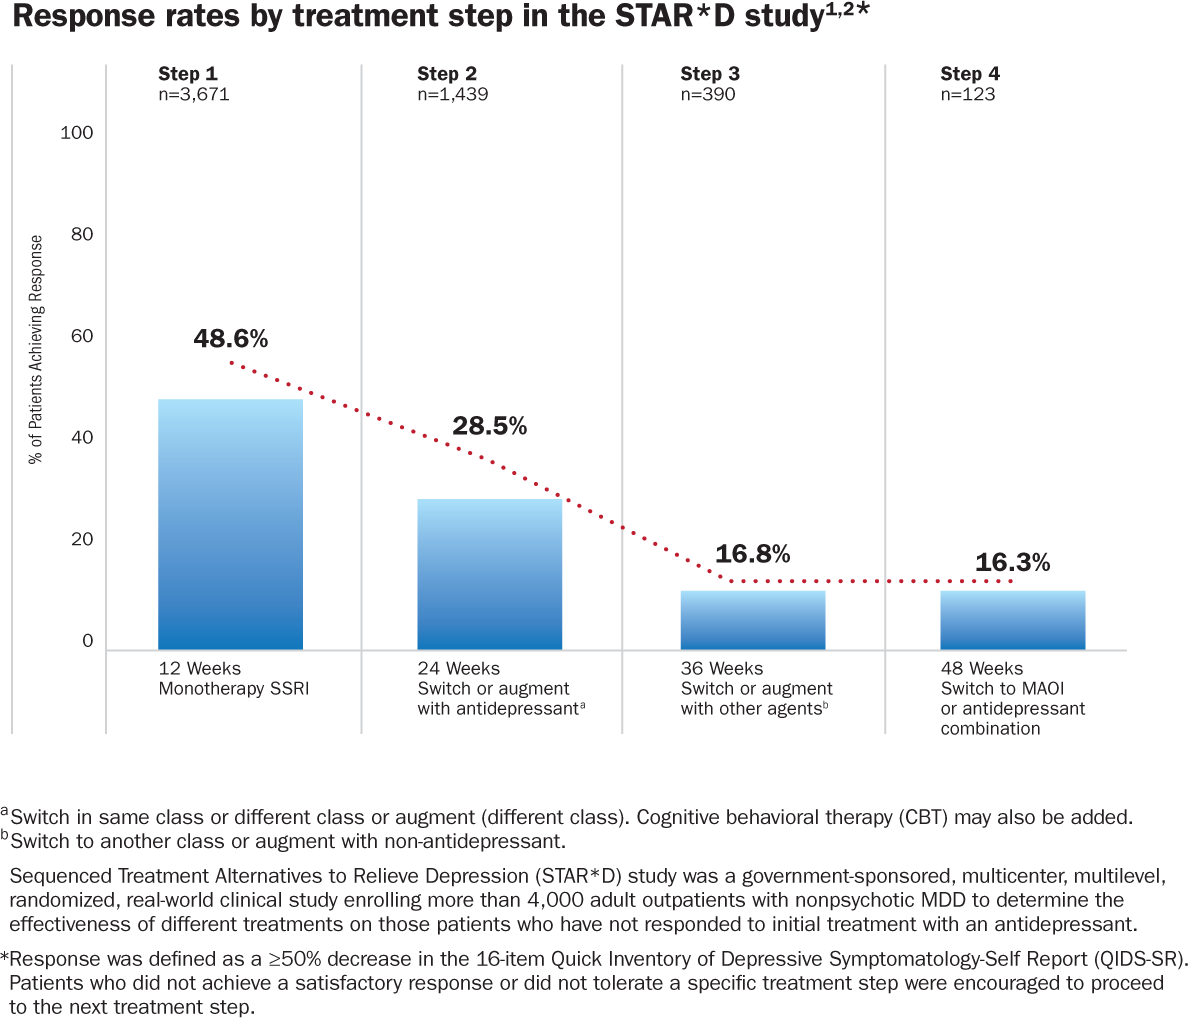 Response rates by treatment step in the STAR*D study1,2*
Step 1
n=3,671
Step 2
n=1,439
Step 3
n=390
Step 4
n=123
% of Patients Achieving Response
100
80
60
40
20
0
48.6%
28.5%
16.8%
16.3%
12 Weeks
Monotherapy SSRI
24 Weeks
Switch or augment
with antidepressanta
36 Weeks
Switch or augment
with other agentsb
48 Weeks
Switch to MAOI
or antidepressant
combination
aSwitch in same class or different class or augment (different class). Cognitive behavioral therapy (CBT) may also be added.
bSwitch to another class or augment with non-antidepressant.
Sequenced Treatment Alternatives to Relieve Depression (STAR*D) study was a government-sponsored, multicenter, multilevel,
randomized, real-world clinical study enrolling more than 4,000 adult outpatients with nonpsychotic MDD to determine the
effectiveness of different treatments on those patients who have not responded to initial treatment with an antidepressant.
*Response was defined as a ≥50% decrease in the 16-item Quick Inventory of Depressive Symptomatology-Self Report (QIDS-SR).
Patients who did not achieve a satisfactory response or did not tolerate a specific treatment step were encouraged to proceed
to the next treatment step.